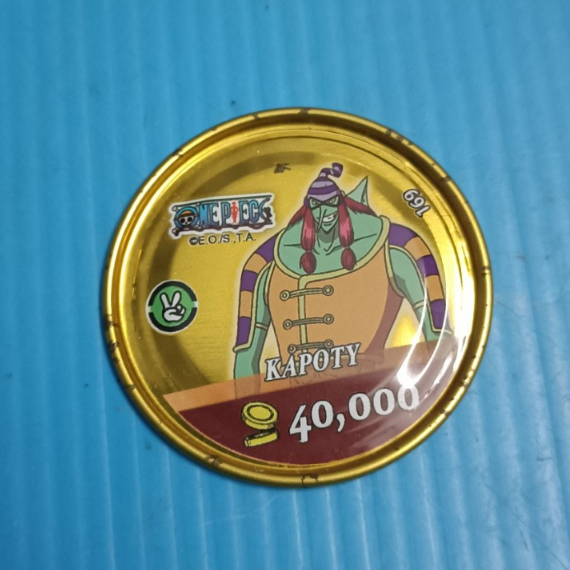 ONE PIECE
©E.O/S.,T.A.
169
KAPOTY
40,000